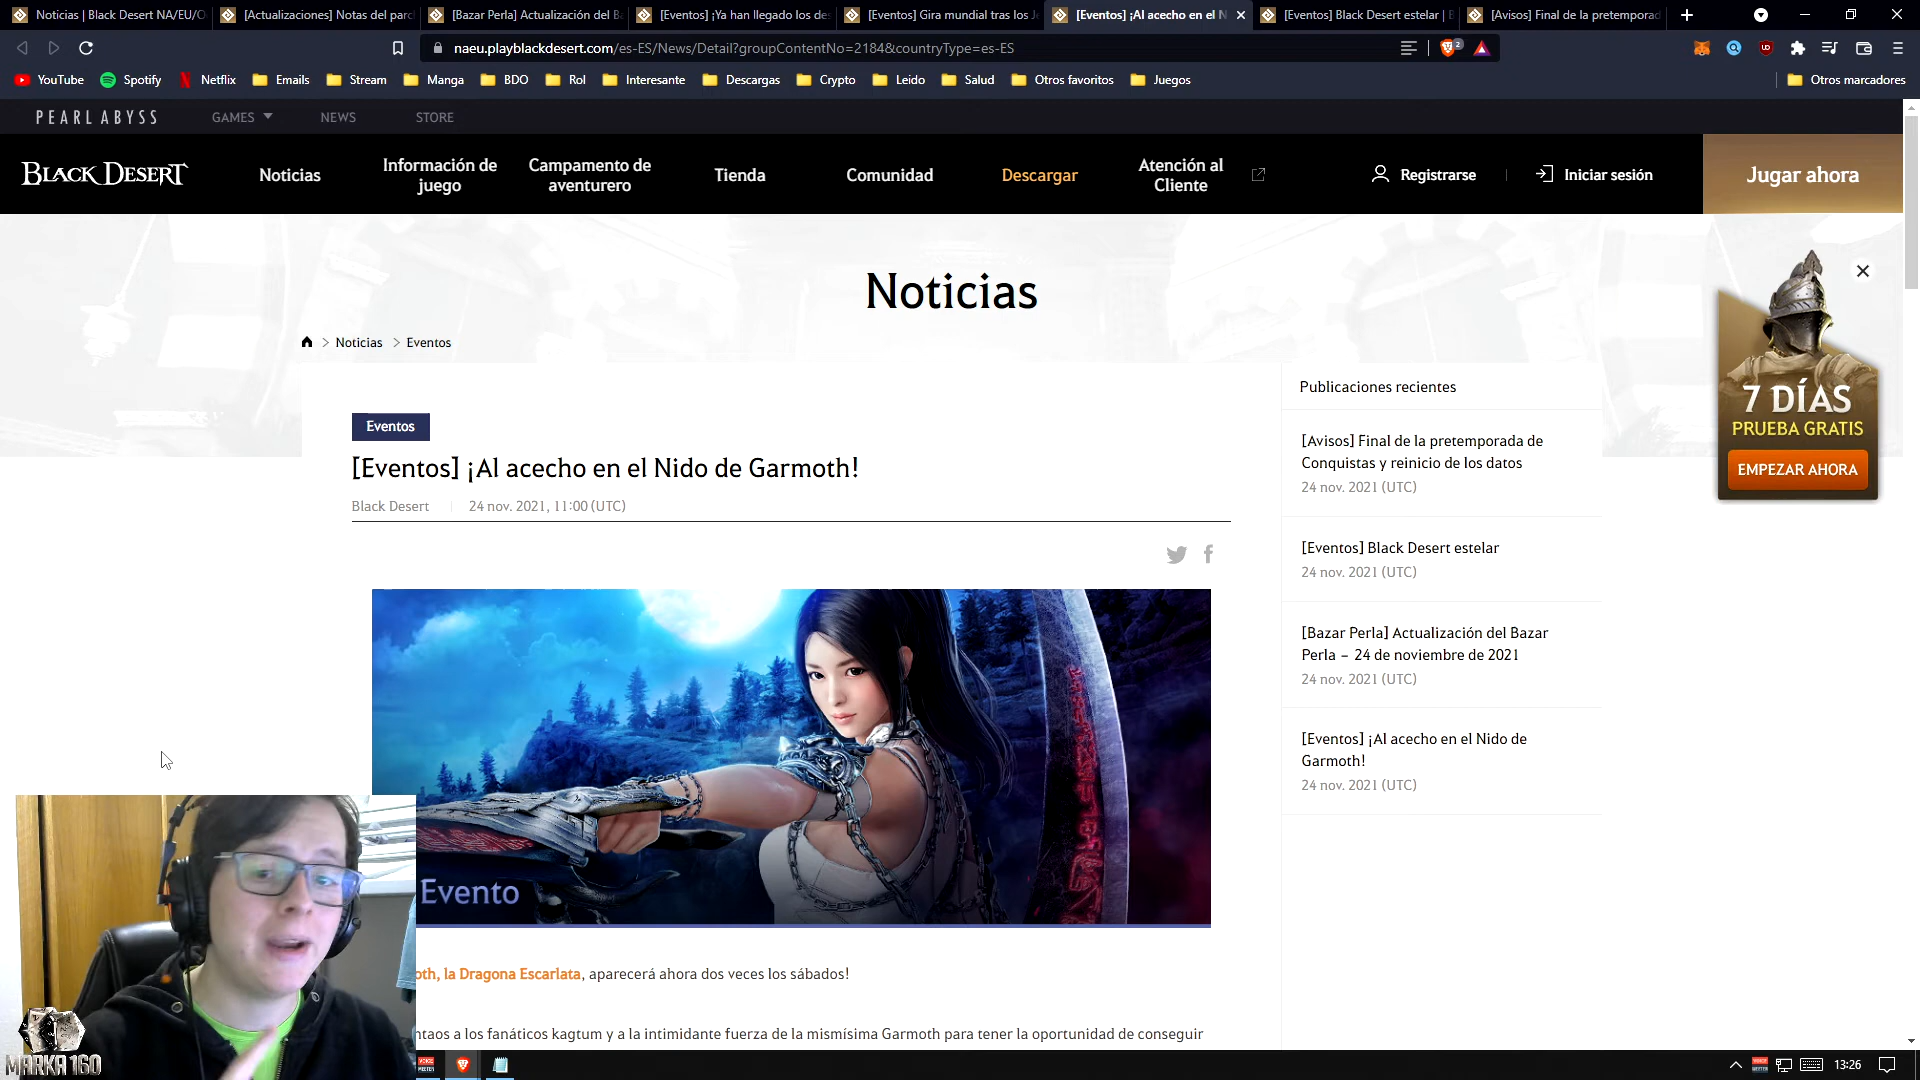 Noticias | Black Desert NA/EU/O
[Actualizaciones] Notas del parc
[Bazar Perla] Actualización del Ba
[Eventos] ¡Ya han llegado los de
[Eventos] Gira mundial tras los J
[Eventos] ¡Al acecho en el N
[Eventos] Black Desert estelar | B
[Avisos] Final de la pretemporad
naeu.playblackdesert.com/es-ES/News/Detail?groupContentNo=2184&countryType=es-ES
2
YouTube
Spotify
Netflix
Emails
Stream
Manga
BDO
Rol
Interesante
Descargas
Crypto
Leido
Salud
Otros favoritos
Juegos
Otros marcadores
PEARL ABYSS
GAMES
NEWS
STORE
BLACK DESERT
Noticias
Información de
juego
Campamento de
aventurero
Tienda
Comunidad
Descargar
Atención al
Cliente
Registrarse
Iniciar sesión
Jugar ahora
Noticias
Noticias > Eventos
Eventos
[Eventos] ¡Al acecho en el Nido de Garmoth!
Black Desert
24 nov. 2021, 11:00 (UTC)
Evento
oth, la Dragona Escarlata, aparecerá ahora dos veces los sábados!
ntaos a los fanáticos kagtum y a la intimidante fuerza de la mismísima Garmoth para tener la oportunidad de conseguir
Publicaciones recientes
[Avisos] Final de la pretemporada de
Conquistas y reinicio de los datos
24 nov. 2021 (UTC)
[Eventos] Black Desert estelar
24 nov. 2021 (UTC)
[Bazar Perla] Actualización del Bazar
Perla – 24 de noviembre de 2021
24 nov. 2021 (UTC)
[Eventos] ¡Al acecho en el Nido de
Garmoth!
24 nov. 2021 (UTC)
7 DÍAS
PRUEBA GRATIS
EMPEZAR AHORA
MARKA160
13:26